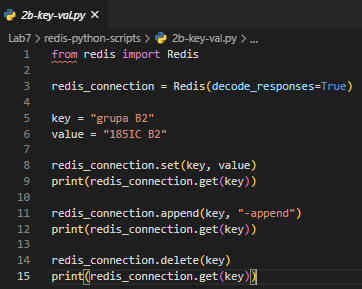 2b-key-val.py
Lab7 > redis-python-scripts > 2b-key-val.py > ...
1 from redis import Redis
2
3 redis_connection = Redis(decode_responses=True)
4
5 key = "grupa B2"
6 value = "185IC B2"
7
8 redis_connection.set(key, value)
9 print(redis_connection.get(key))
10
11 redis_connection.append(key, "-append")
12 print(redis_connection.get(key))
13
14 redis_connection.delete(key)
15 print(redis_connection.get(key))